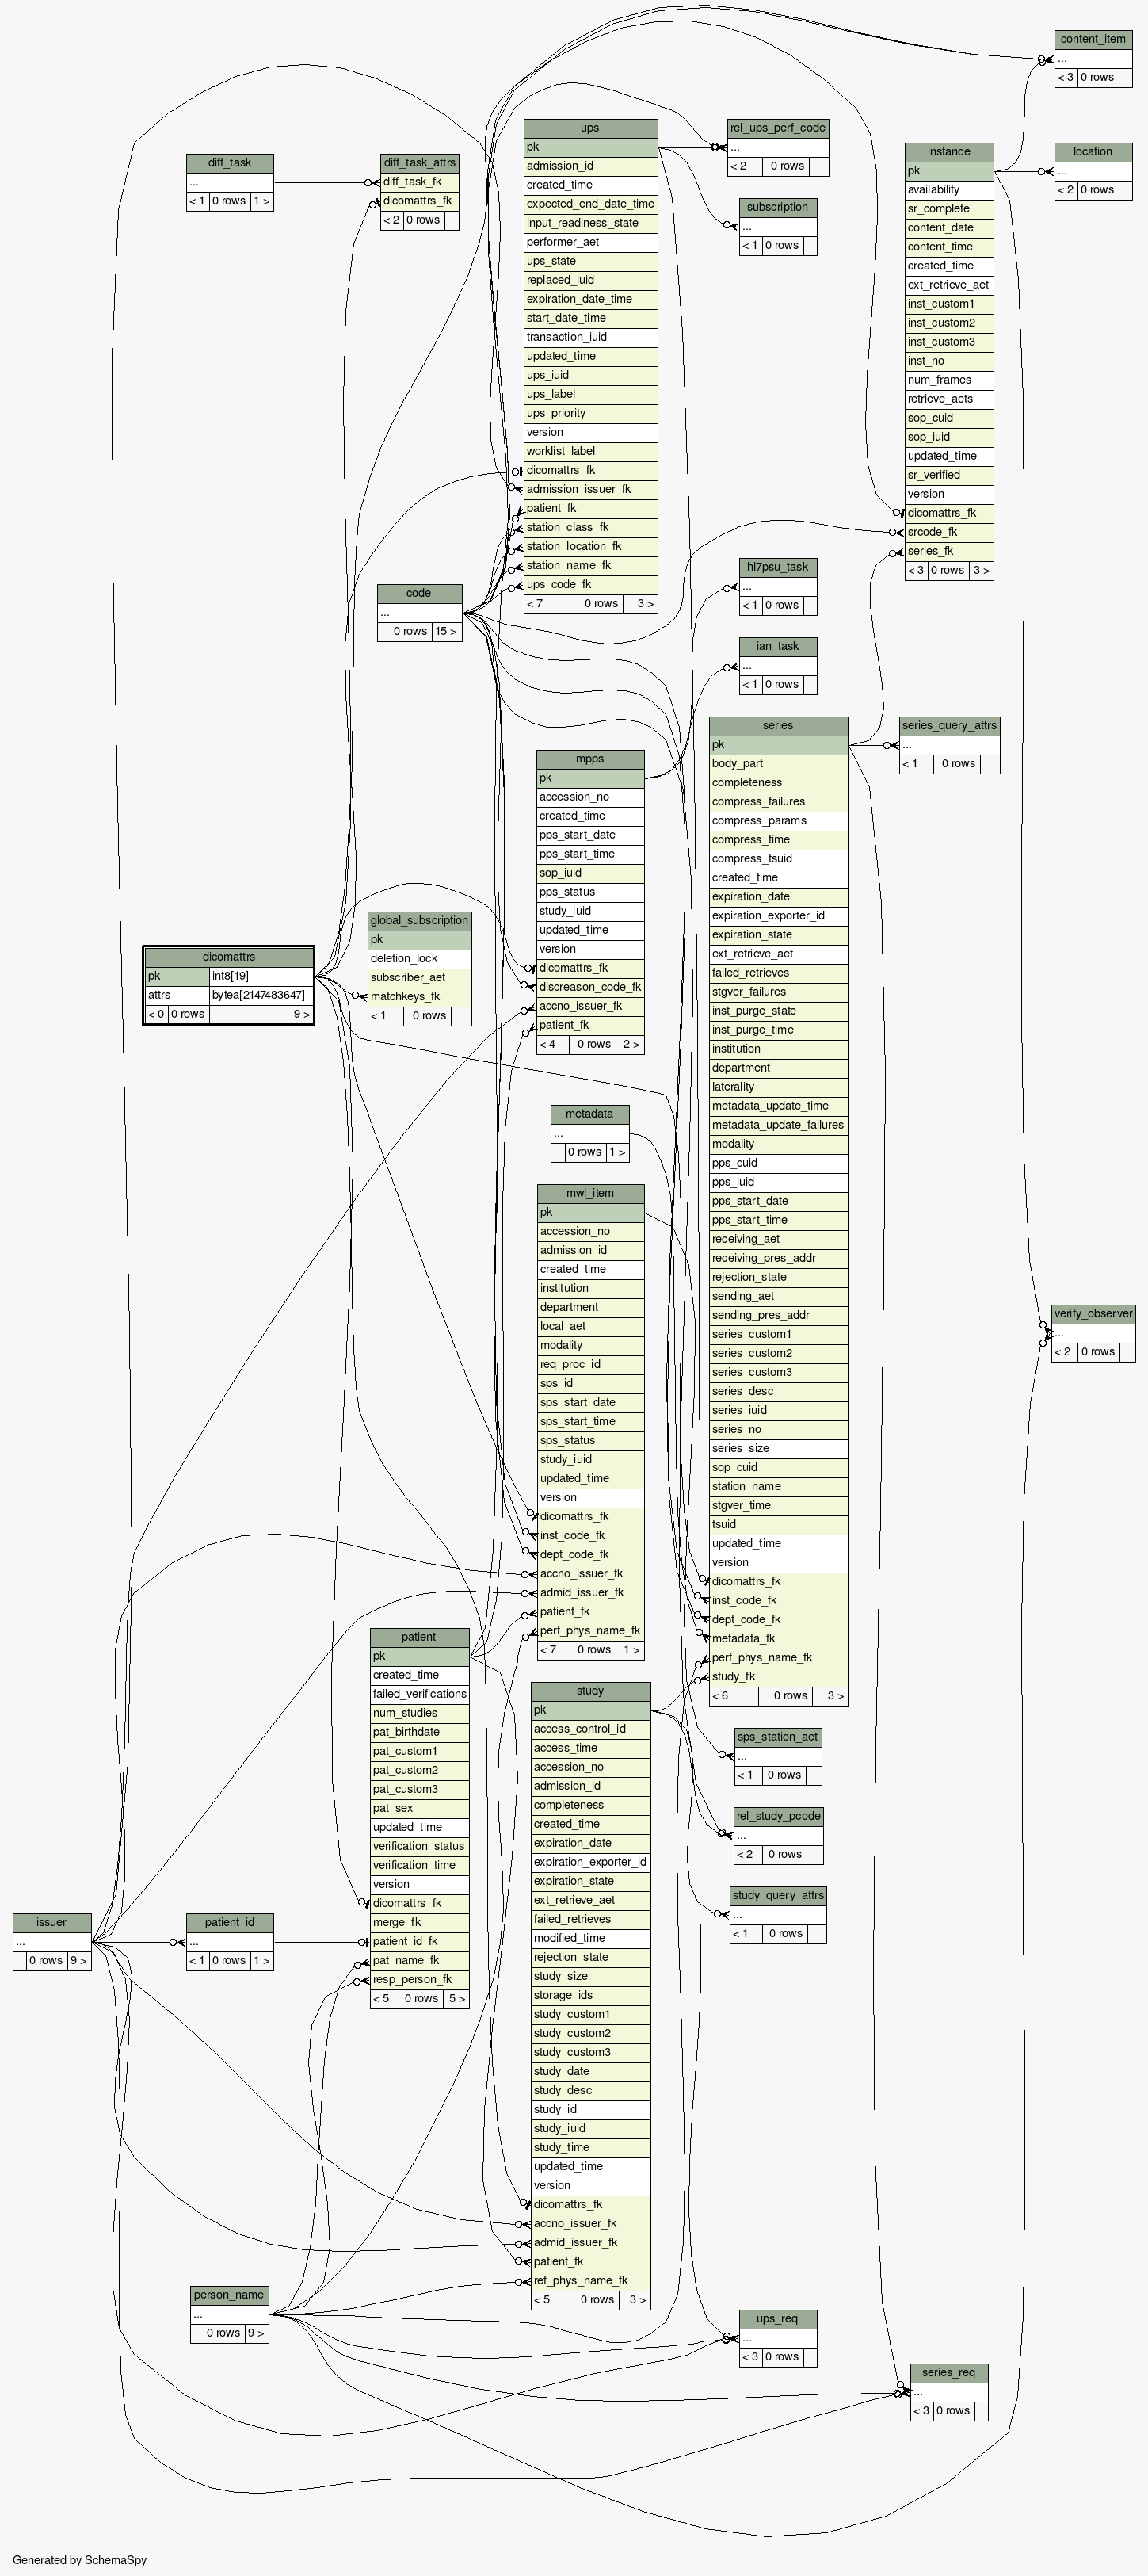 content_item
...
< 3 0 rows
ups
pk
admission_id
created_time
expected_end_date_time
input_readiness_state
performer_aet
ups_state
replaced_iuid
expiration_date_time
start_date_time
transaction_iuid
updated_time
ups_iuid
ups_label
ups_priority
version
worklist_label
dicomattrs_fk
admission_issuer_fk
patient_fk
station_class_fk
station_location_fk
station_name_fk
ups_code_fk
< 7 0 rows 3 >
rel_ups_perf_code
...
< 2 0 rows
instance
pk
availability
sr_complete
content_date
content_time
created_time
ext_retrieve_aet
inst_custom1
inst_custom2
inst_custom3
inst_no
num_frames
retrieve_aets
sop_cuid
sop_iuid
updated_time
sr_verified
version
dicomattrs_fk
srcode_fk
series_fk
< 3 0 rows 3 >
location
...
< 2 0 rows
diff_task
...
< 1 0 rows 1 >
diff_task_attrs
diff_task_fk
dicomattrs_fk
< 2 0 rows
subscription
...
< 1 0 rows
hl7psu_task
...
< 1 0 rows
code
...
0 rows 15 >
ian_task
...
< 1 0 rows
series
pk
body_part
completeness
compress_failures
compress_params
compress_time
compress_tsuid
created_time
expiration_date
expiration_exporter_id
expiration_state
ext_retrieve_aet
failed_retrieves
stgver_failures
inst_purge_state
inst_purge_time
institution
department
laterality
metadata_update_time
metadata_update_failures
modality
pps_cuid
pps_iuid
pps_start_date
pps_start_time
receiving_aet
receiving_pres_addr
rejection_state
sending_aet
sending_pres_addr
series_custom1
series_custom2
series_custom3
series_desc
series_iuid
series_no
series_size
sop_cuid
station_name
stgver_time
tsuid
updated_time
version
dicomattrs_fk
inst_code_fk
dept_code_fk
metadata_fk
perf_phys_name_fk
study_fk
< 6 0 rows 3 >
series_query_attrs
...
< 1 0 rows
mpps
pk
accession_no
created_time
pps_start_date
pps_start_time
sop_iuid
pps_status
study_iuid
updated_time
version
dicomattrs_fk
discreason_code_fk
accno_issuer_fk
patient_fk
< 4 0 rows 2 >
global_subscription
pk
deletion_lock
subscriber_aet
matchkeys_fk
< 1 0 rows
dicomattrs
pk int8[19]
attrs bytea[2147483647]
< 0 0 rows 9 >
metadata
...
0 rows 1 >
mwl_item
pk
accession_no
admission_id
created_time
institution
department
local_aet
modality
req_proc_id
sps_id
sps_start_date
sps_start_time
sps_status
study_iuid
updated_time
version
dicomattrs_fk
inst_code_fk
dept_code_fk
accno_issuer_fk
admid_issuer_fk
patient_fk
perf_phys_name_fk
< 7 0 rows 1 >
verify_observer
...
< 2 0 rows
patient
pk
created_time
failed_verifications
num_studies
pat_birthdate
pat_custom1
pat_custom2
pat_custom3
pat_sex
updated_time
verification_status
verification_time
version
dicomattrs_fk
merge_fk
patient_id_fk
pat_name_fk
resp_person_fk
< 5 0 rows 5 >
study
pk
access_control_id
access_time
accession_no
admission_id
completeness
created_time
expiration_date
expiration_exporter_id
expiration_state
ext_retrieve_aet
failed_retrieves
modified_time
rejection_state
study_size
storage_ids
study_custom1
study_custom2
study_custom3
study_date
study_desc
study_id
study_iuid
study_time
updated_time
version
dicomattrs_fk
accno_issuer_fk
admid_issuer_fk
patient_fk
ref_phys_name_fk
< 5 0 rows 3 >
sps_station_aet
...
< 1 0 rows
rel_study_pcode
...
< 2 0 rows
study_query_attrs
...
< 1 0 rows
issuer
...
0 rows 9 >
patient_id
...
< 1 0 rows 1 >
person_name
...
0 rows 9 >
ups_req
...
< 3 0 rows
series_req
...
< 3 0 rows
Generated by SchemaSpy